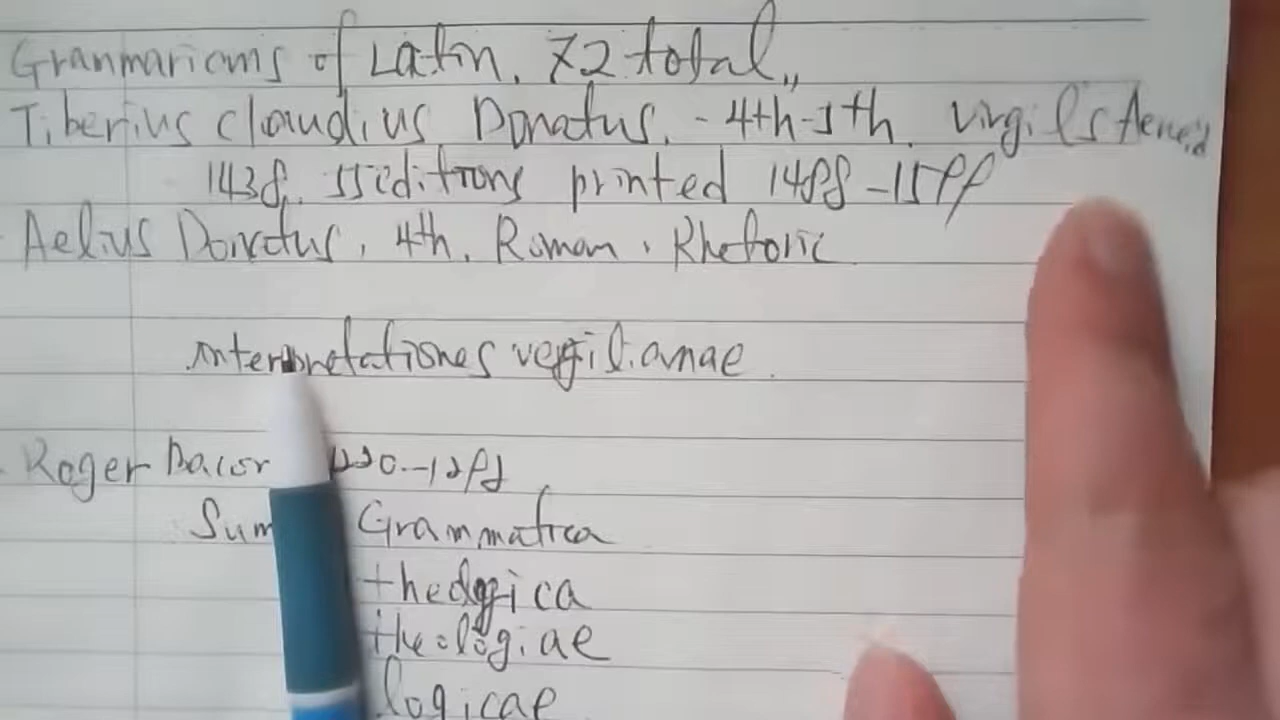 Grammarians of Latin, 72 total,,
Tiberius claudius Donatus. - 4th-5th. virgil's Aeneid
1438, 55 editions printed 1488 - 1599
Aelius Donatus, 4th, Roman, Rhetoric
Interpretationes vergilianae.
Roger Bacon
Grammatica
theologica
theologiae
logicae